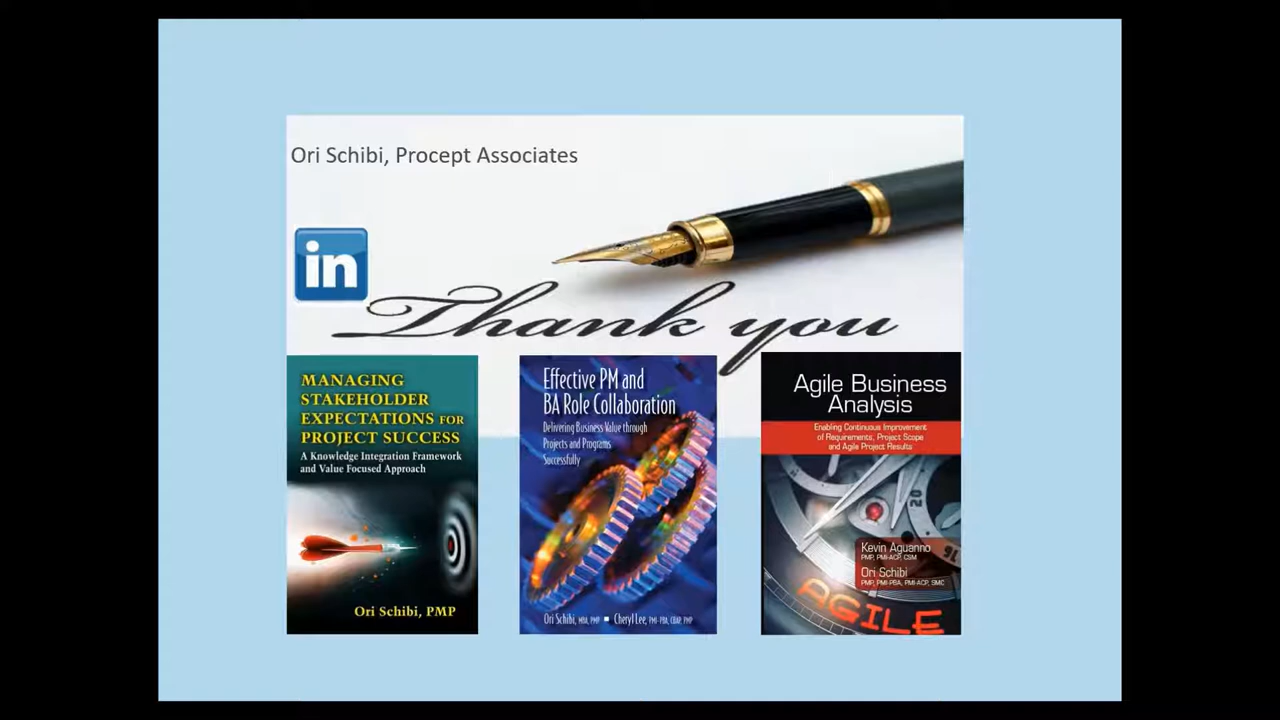 Ori Schibi, Procept Associates
in
Thank you
MANAGING
STAKEHOLDER
EXPECTATIONS FOR
PROJECT SUCCESS
A Knowledge Integration Framework
and Value Focused Approach
Ori Schibi, PMP
Effective PM and
BA Role Collaboration
Delivering Business Value through
Projects and Programs
Successfully
Ori Schibi, MBA, PMP ▪ Cheryl Lee, PMI-PBA, CBAP, PMP
Agile Business
Analysis
Enabling Continuous Improvement
of Requirements, Project Scope
and Agile Project Results
20
16
Kevin Aguanno
PMP, PMI-ACP, CSM
Ori Schibi
PMP, PMI-PBA, PMI-ACP, SMC
AGILE